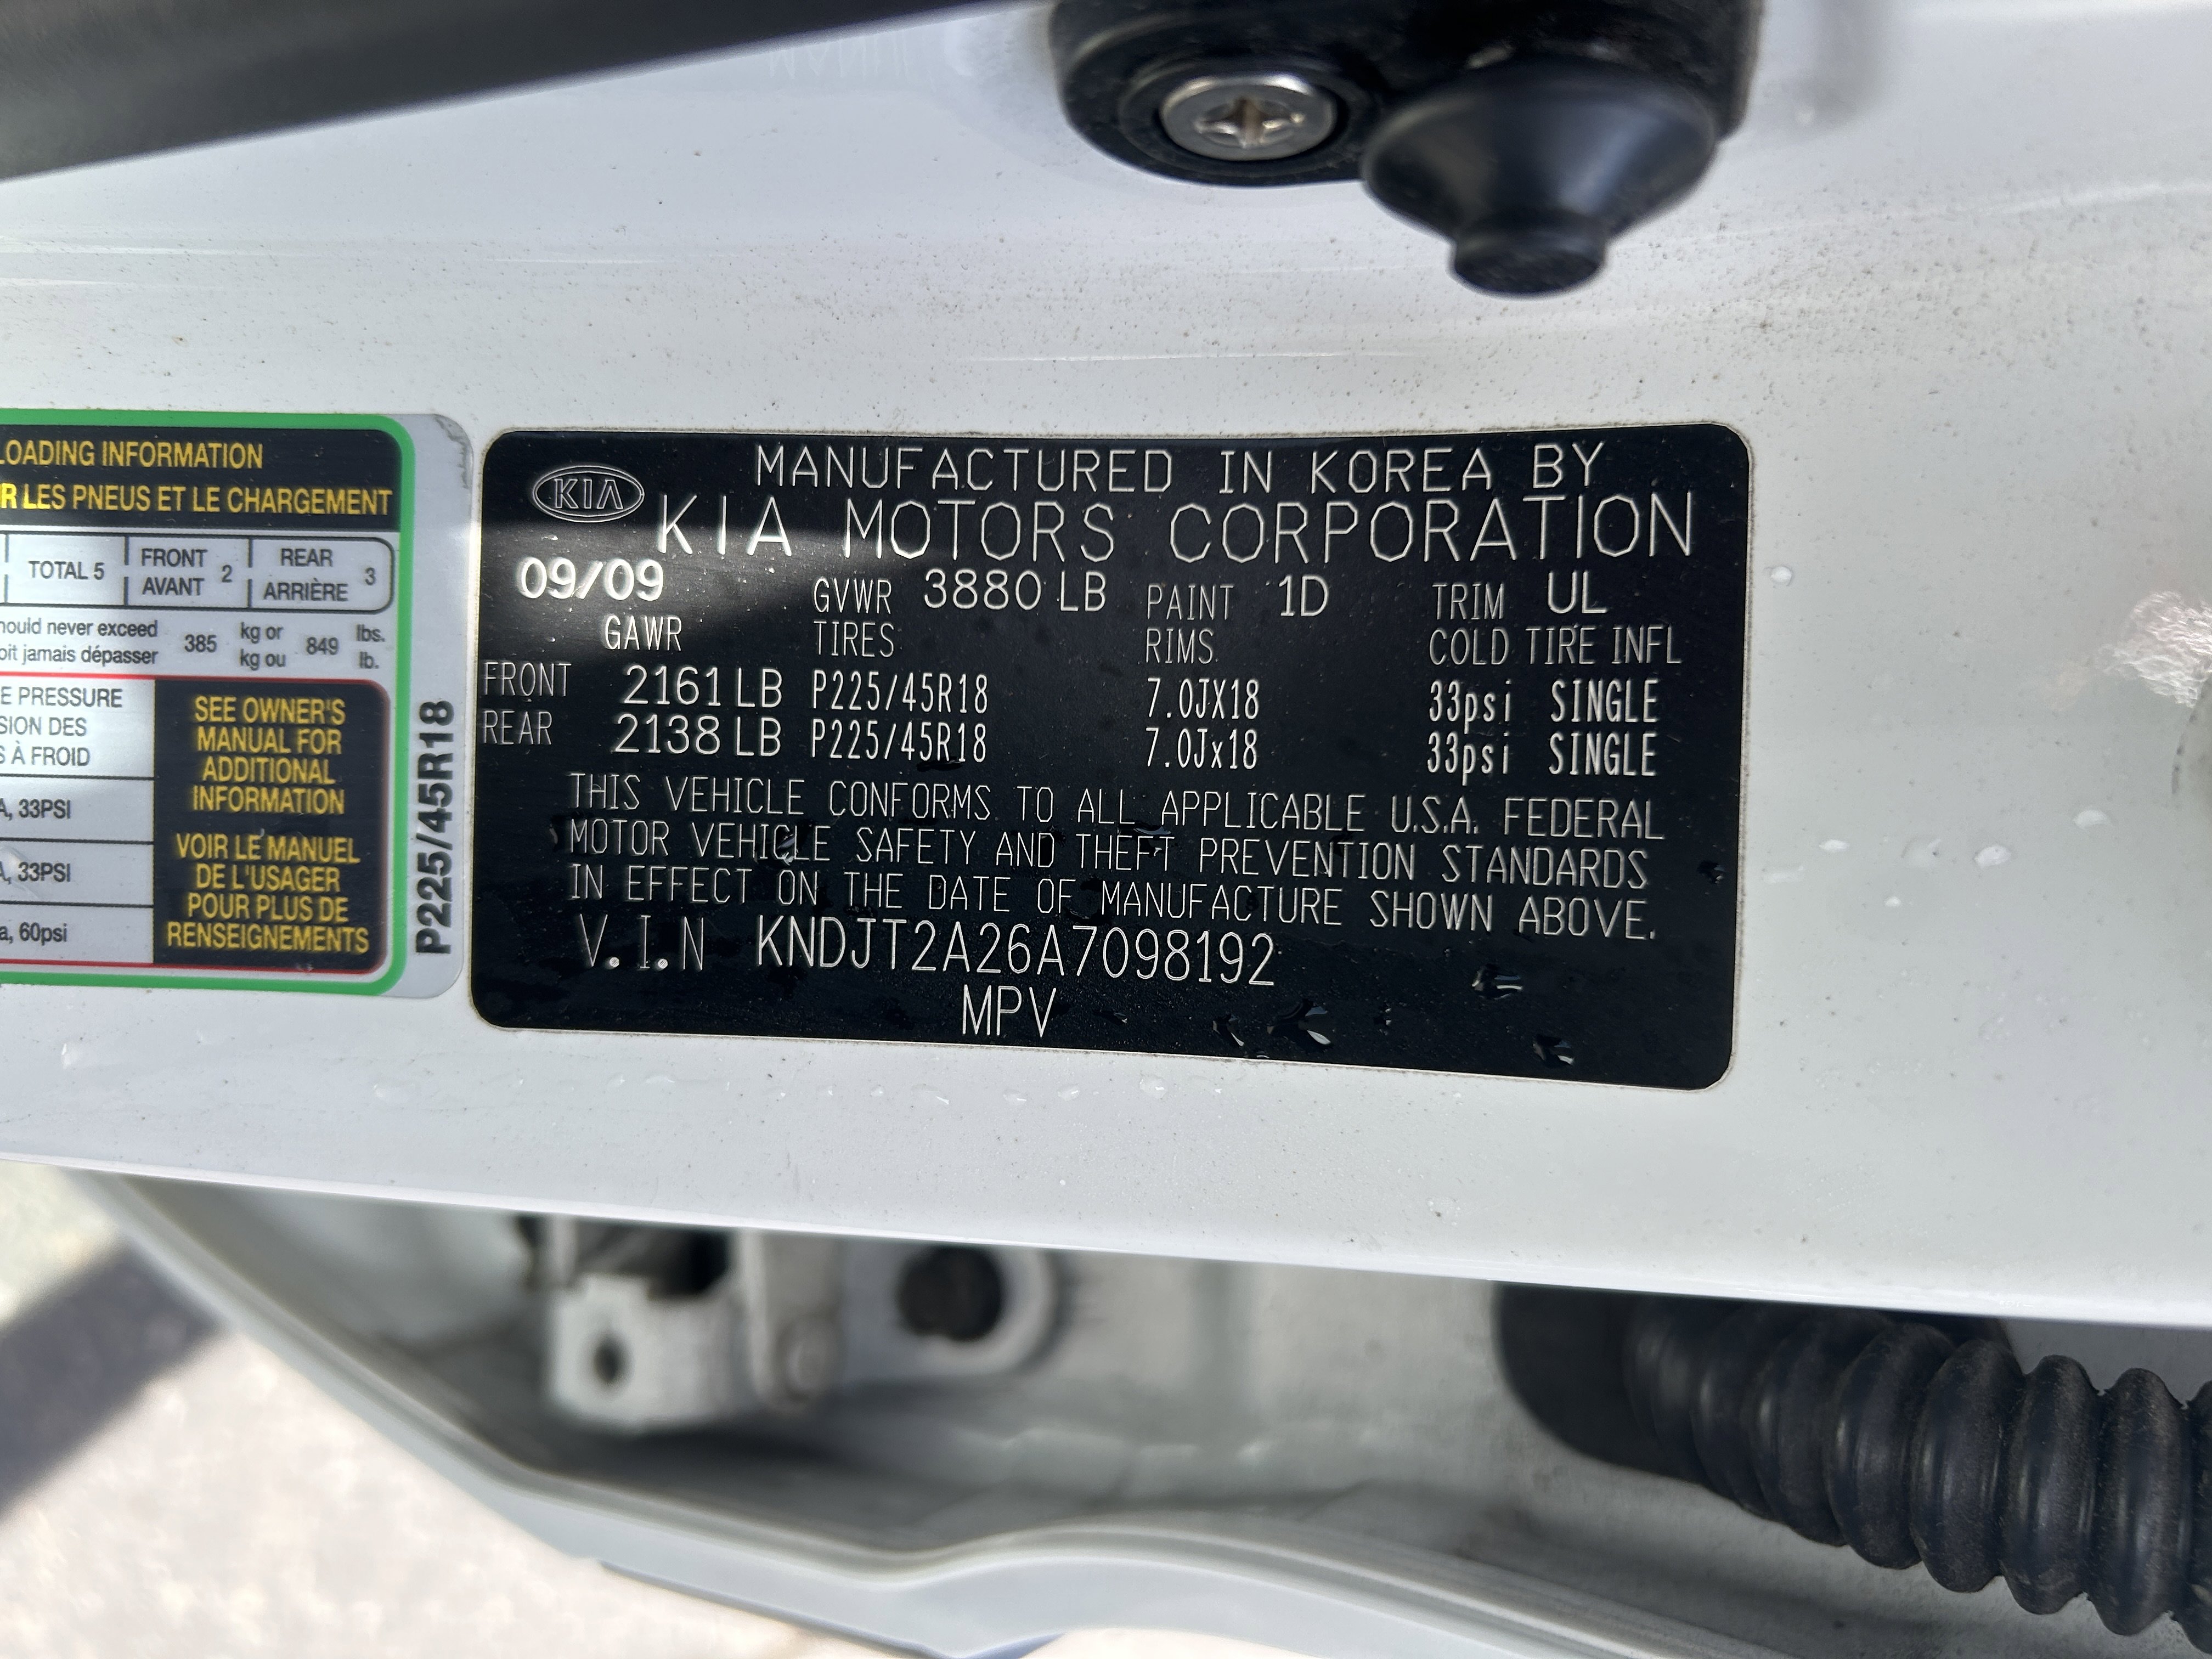 LOADING INFORMATION
R LES PNEUS ET LE CHARGEMENT
TOTAL 5
FRONT
AVANT
2
REAR
ARRIÈRE
3
should never exceed
oit jamais dépasser
385
kg or
kg ou
849
lbs.
lb.
E PRESSURE
SION DES
S À FROID
A, 33PSI
A, 33PSI
a, 60psi
SEE OWNER'S
MANUAL FOR
ADDITIONAL
INFORMATION
VOIR LE MANUEL
DE L'USAGER
POUR PLUS DE
RENSEIGNEMENTS
P225/45R18
KIA
MANUFACTURED IN KOREA BY
KIA MOTORS CORPORATION
09/09 GVWR 3880 LB PAINT 1D TRIM UL
GAWR TIRES RIMS COLD TIRE INFL
FRONT 2161 LB P225/45R18 7.0JX18 33psi SINGLE
REAR 2138 LB P225/45R18 7.0Jx18 33psi SINGLE
THIS VEHICLE CONFORMS TO ALL APPLICABLE U.S.A. FEDERAL
MOTOR VEHICLE SAFETY AND THEFT PREVENTION STANDARDS
IN EFFECT ON THE DATE OF MANUFACTURE SHOWN ABOVE.
V.I.N KNDJT2A26A7098192
MPV